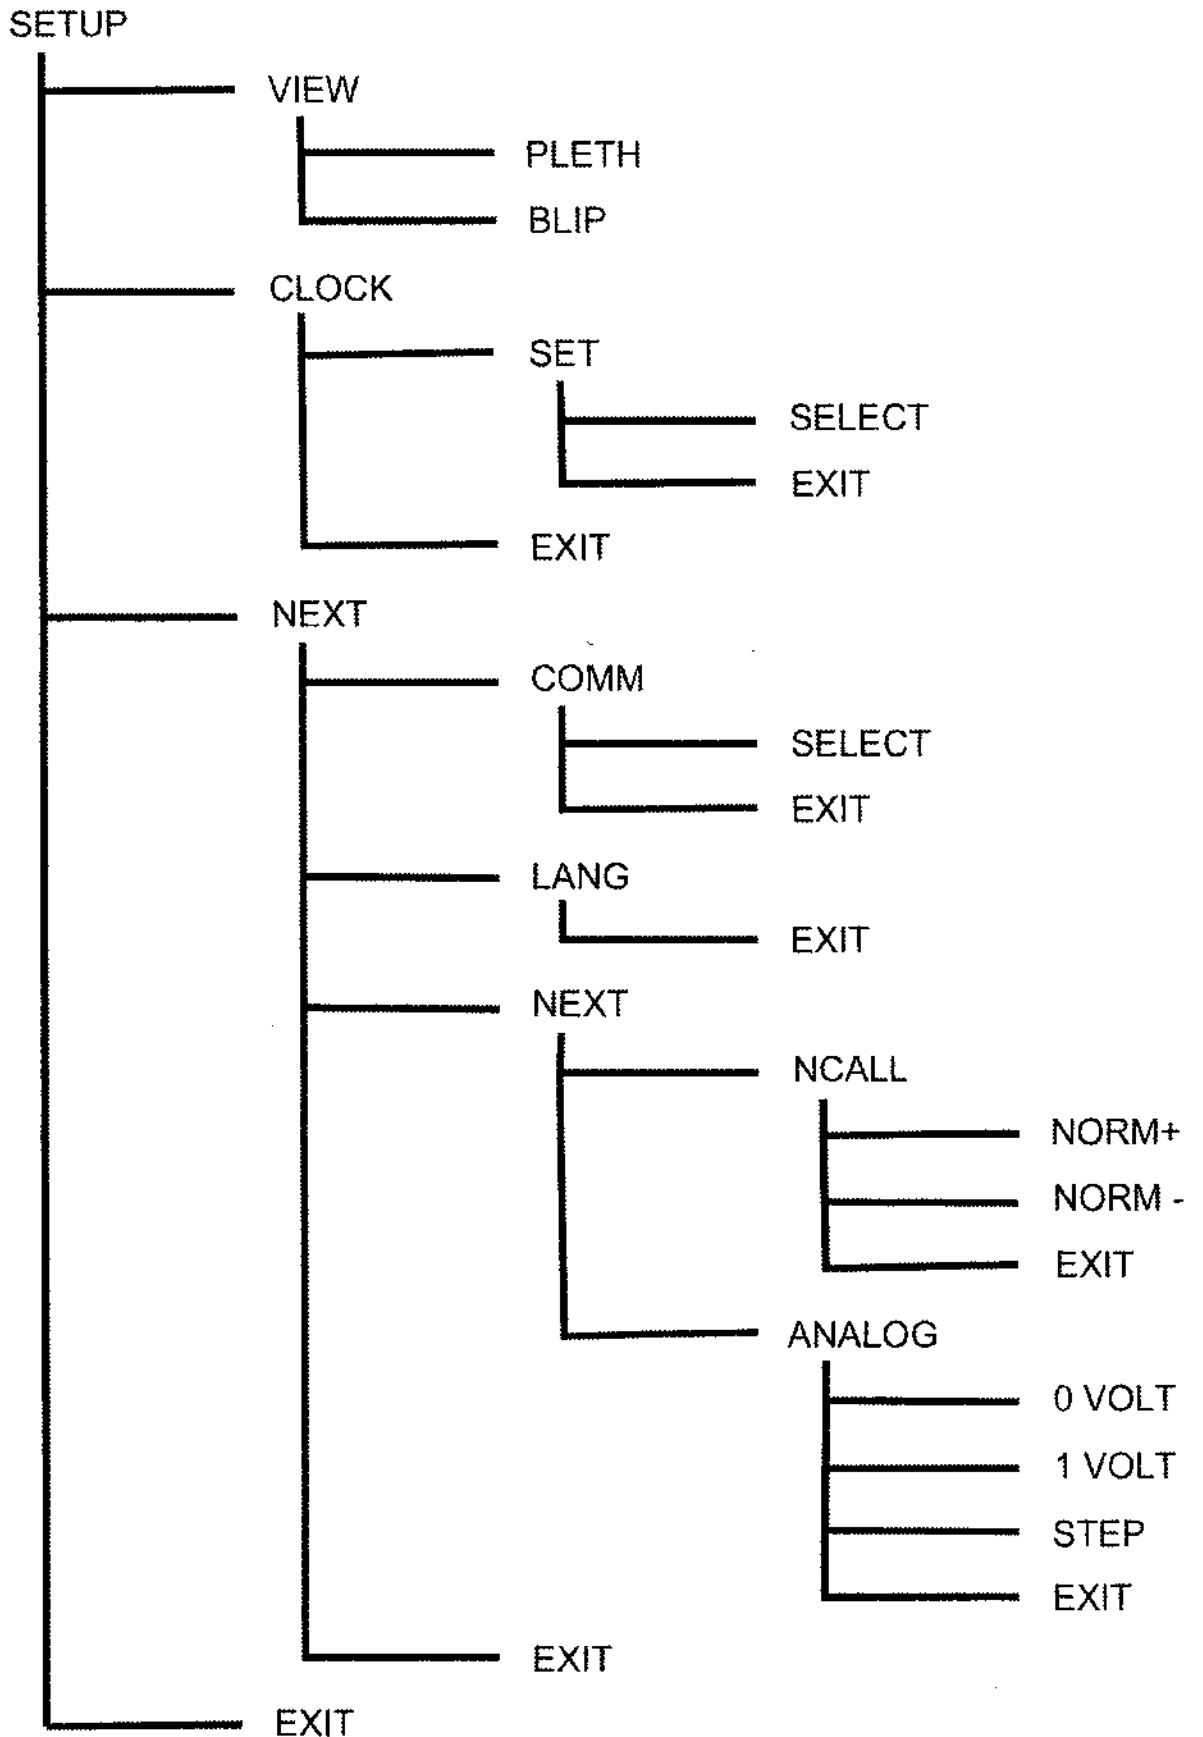 SETUP
VIEW
PLETH
BLIP
CLOCK
SET
SELECT
EXIT
EXIT
NEXT
COMM
SELECT
EXIT
LANG
EXIT
NEXT
NCALL
NORM+
NORM -
EXIT
ANALOG
0 VOLT
1 VOLT
STEP
EXIT
EXIT
EXIT